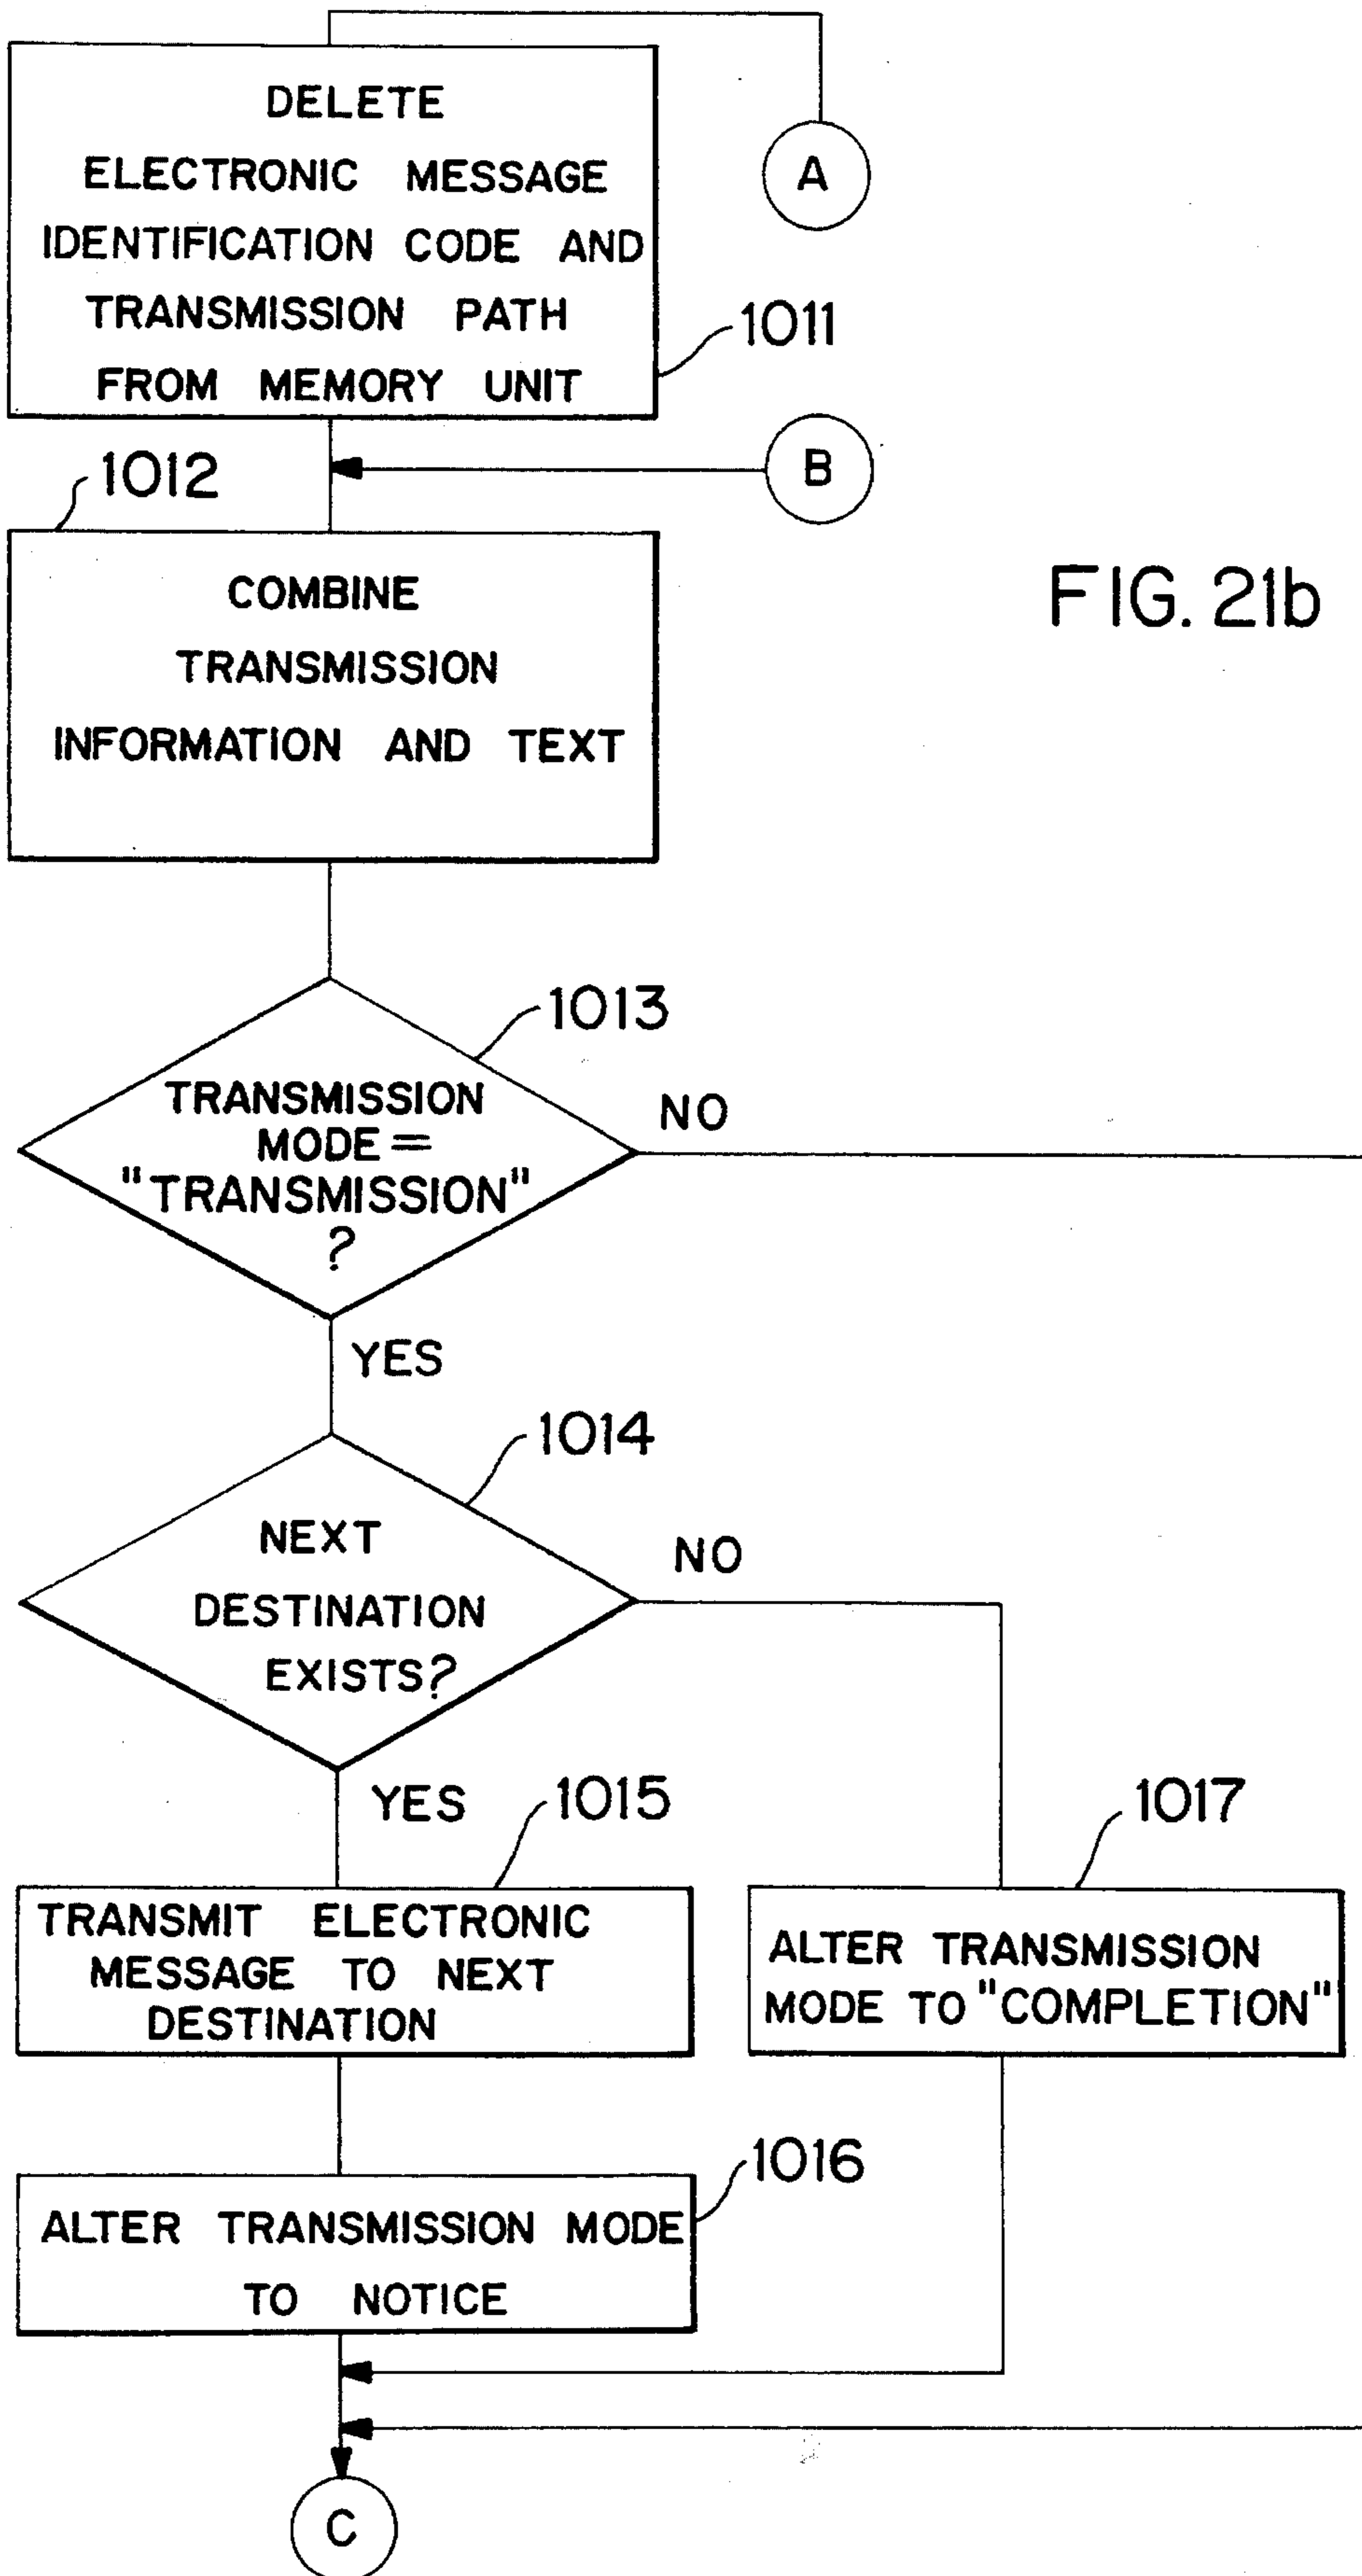 DELETE
ELECTRONIC MESSAGE
IDENTIFICATION CODE AND
TRANSMISSION PATH
FROM MEMORY UNIT
A
1011
B
1012
COMBINE
TRANSMISSION
INFORMATION AND TEXT
FIG. 21b
1013
TRANSMISSION
MODE =
"TRANSMISSION"
?
NO
YES
1014
NEXT
DESTINATION
EXISTS?
NO
YES
1015
TRANSMIT ELECTRONIC
MESSAGE TO NEXT
DESTINATION
1017
ALTER TRANSMISSION
MODE TO "COMPLETION"
1016
ALTER TRANSMISSION MODE
TO NOTICE
C